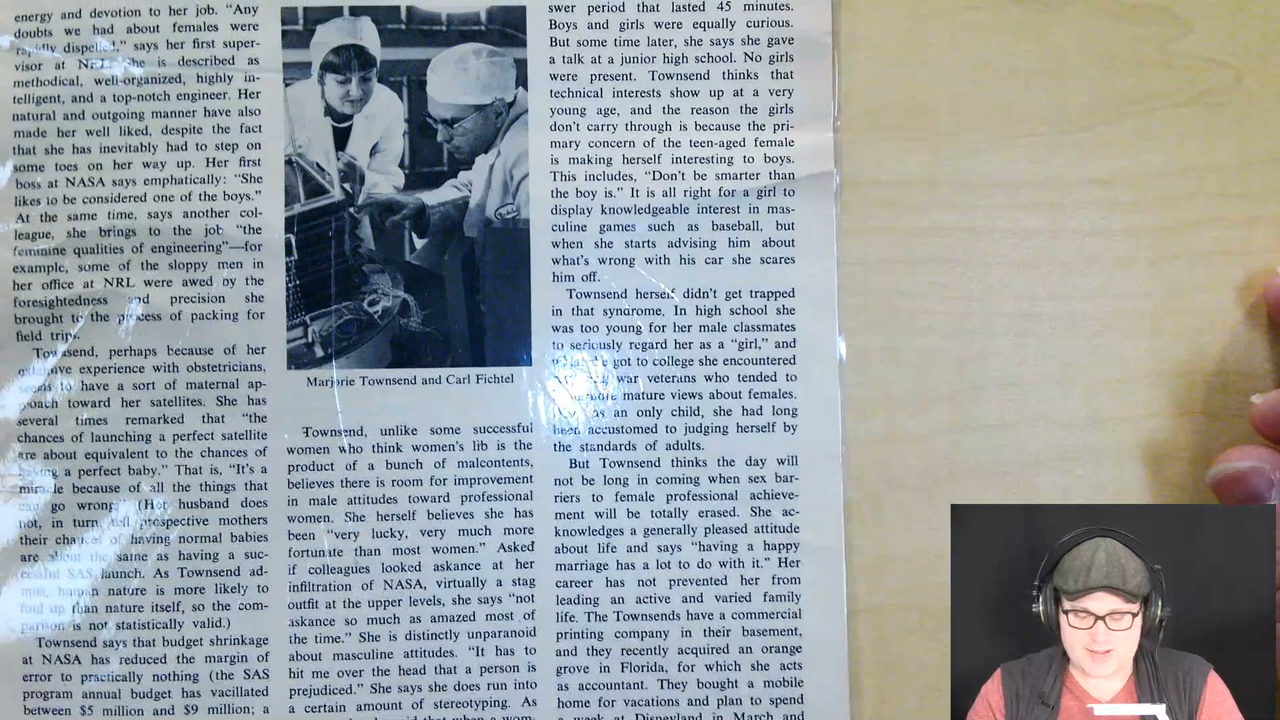 energy and devotion to her job. “Any
doubts we had about females were
rapidly dispelled,” says her first super-
visor at NRL. She is described as
methodical, well-organized, highly in-
telligent, and a top-notch engineer. Her
natural and outgoing manner have also
made her well liked, despite the fact
that she has inevitably had to step on
some toes on her way up. Her first
boss at NASA says emphatically: “She
likes to be considered one of the boys.”
At the same time, says another col-
league, she brings to the job “the
feminine qualities of engineering”—for
example, some of the sloppy men in
her office at NRL were awed by the
foresightedness and precision she
brought to the process of packing for
field trips.
Townsend, perhaps because of her
extensive experience with obstetricians,
seems to have a sort of maternal ap-
proach toward her satellites. She has
several times remarked that “the
chances of launching a perfect satellite
are about equivalent to the chances of
having a perfect baby.” That is, “It’s a
miracle because of all the things that
can go wrong.” (Her husband does
not, in turn, tell prospective mothers
their chances of having normal babies
are about the same as having a suc-
cessful SAS launch. As Townsend ad-
mits, human nature is more likely to
foul up than nature itself, so the com-
parison is not statistically valid.)
Townsend says that budget shrinkage
at NASA has reduced the margin of
error to practically nothing (the SAS
program annual budget has vacillated
between $5 million and $9 million; a
Marjorie Townsend and Carl Fichtel
Townsend, unlike some successful
women who think women’s lib is the
product of a bunch of malcontents,
believes there is room for improvement
in male attitudes toward professional
women. She herself believes she has
been “very lucky, very much more
fortunate than most women.” Asked
if colleagues looked askance at her
infiltration of NASA, virtually a stag
outfit at the upper levels, she says “not
askance so much as amazed most of
the time.” She is distinctly unparanoid
about masculine attitudes. “It has to
hit me over the head that a person is
prejudiced.” She says she does run into
a certain amount of stereotyping. As
that when a wom-
swer period that lasted 45 minutes.
Boys and girls were equally curious.
But some time later, she says she gave
a talk at a junior high school. No girls
were present. Townsend thinks that
technical interests show up at a very
young age, and the reason the girls
don’t carry through is because the pri-
mary concern of the teen-aged female
is making herself interesting to boys.
This includes, “Don’t be smarter than
the boy is.” It is all right for a girl to
display knowledgeable interest in mas-
culine games such as baseball, but
when she starts advising him about
what’s wrong with his car she scares
him off.
Townsend herself didn’t get trapped
in that syndrome. In high school she
was too young for her male classmates
to seriously regard her as a “girl,” and
got to college she encountered
war veterans who tended to
more mature views about females.
as an only child, she had long
been accustomed to judging herself by
the standards of adults.
But Townsend thinks the day will
not be long in coming when sex bar-
riers to female professional achieve-
ment will be totally erased. She ac-
knowledges a generally pleased attitude
about life and says “having a happy
marriage has a lot to do with it.” Her
career has not prevented her from
leading an active and varied family
life. The Townsends have a commercial
printing company in their basement,
and they recently acquired an orange
grove in Florida, for which she acts
as accountant. They bought a mobile
home for vacations and plan to spend
a week at Disneyland in March and